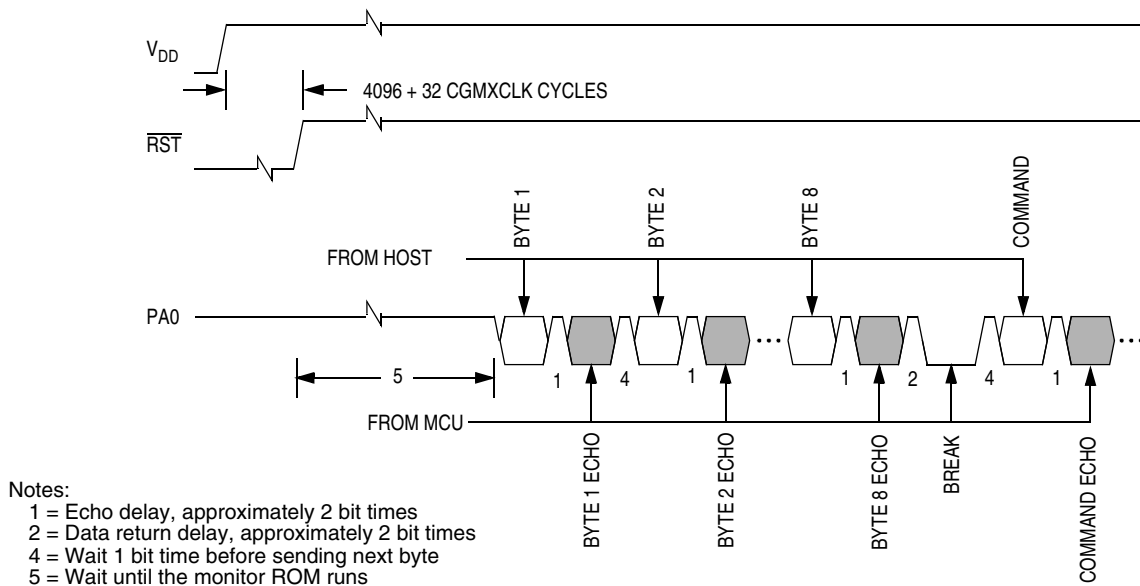 VDD
4096 + 32 CGMXCLK CYCLES
RST
BYTE 1
BYTE 2
BYTE 8
COMMAND
FROM HOST
PA0
5
1
4
1
1
2
4
1
FROM MCU
BYTE 1 ECHO
BYTE 2 ECHO
BYTE 8 ECHO
BREAK
COMMAND ECHO
Notes:
1 = Echo delay, approximately 2 bit times
2 = Data return delay, approximately 2 bit times
4 = Wait 1 bit time before sending next byte
5 = Wait until the monitor ROM runs